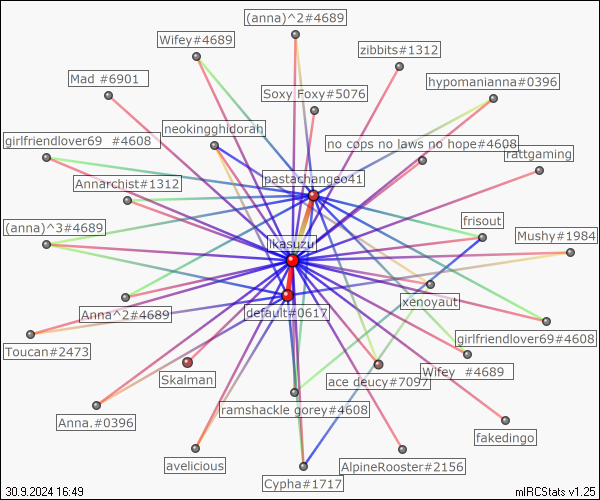 (anna)^2#4689
Wifey#4689
zibbits#1312
Mad #6901
hypomanianna#0396
Soxy Foxy#5076
neokingghidorah
girlfriendlover69 #4608
no cops no laws no hope#4608
rattgaming
Annarchist#1312
pastachangeo41
(anna)^3#4689
frisout
Mushy#1984
ikasuzu
xenoyaut
Anna^2#4689
default#0617
girlfriendlover69#4608
Toucan#2473
Skalman
ace deucy#7097
Wifey #4689
ramshackle gorey#4608
Anna.#0396
fakedingo
avelicious
AlpineRooster#2156
Cypha#1717
30.9.2024 16:49
mIRCStats v1.25